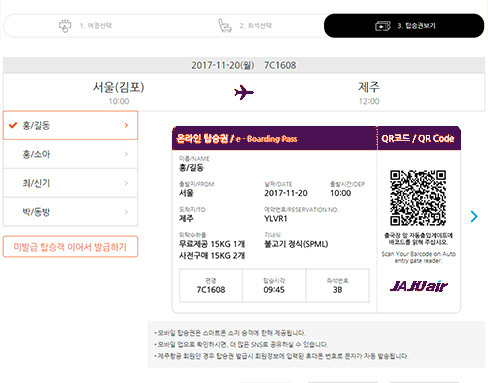 1. 여정선택
2. 좌석선택
3. 탑승권보기
2017-11-20(월) 7C1608
서울(김포)
10:00
제주
12:00
홍/길동
홍/소아
최/신기
박/동방
미발급 탑승객 이어서 발급하기
온라인 탑승권 / e - Boarding Pass
QR코드 / QR Code
이름/NAME
홍/길동
출발지/FROM
서울
날짜/DATE
2017-11-20
출발시간/DEP
10:00
도착지/TO
제주
예약번호/RESERVATION NO.
YLVR1
위탁수하물
무료제공 15KG 1개
사전구매 15KG 2개
기내식
불고기 정식(SPML)
편명
7C1608
탑승시각
09:45
좌석번호
3B
출국장 앞 자동출입게이트에
바코드를 읽혀 주십시오.
Scan Your Barcode on Auto
entry gate reader.
JAJUair
• 모바일 탑승권은 스마트폰 소지 승객에 한해 제공됩니다.
• 모바일 웹으로 확인하시면, 더 많은 SNS로 공유하실 수 있습니다.
• 제주항공 회원인 경우 탑승권 발급시 회원정보에 입력된 휴대폰 번호로 문자가 자동 발송됩니다.